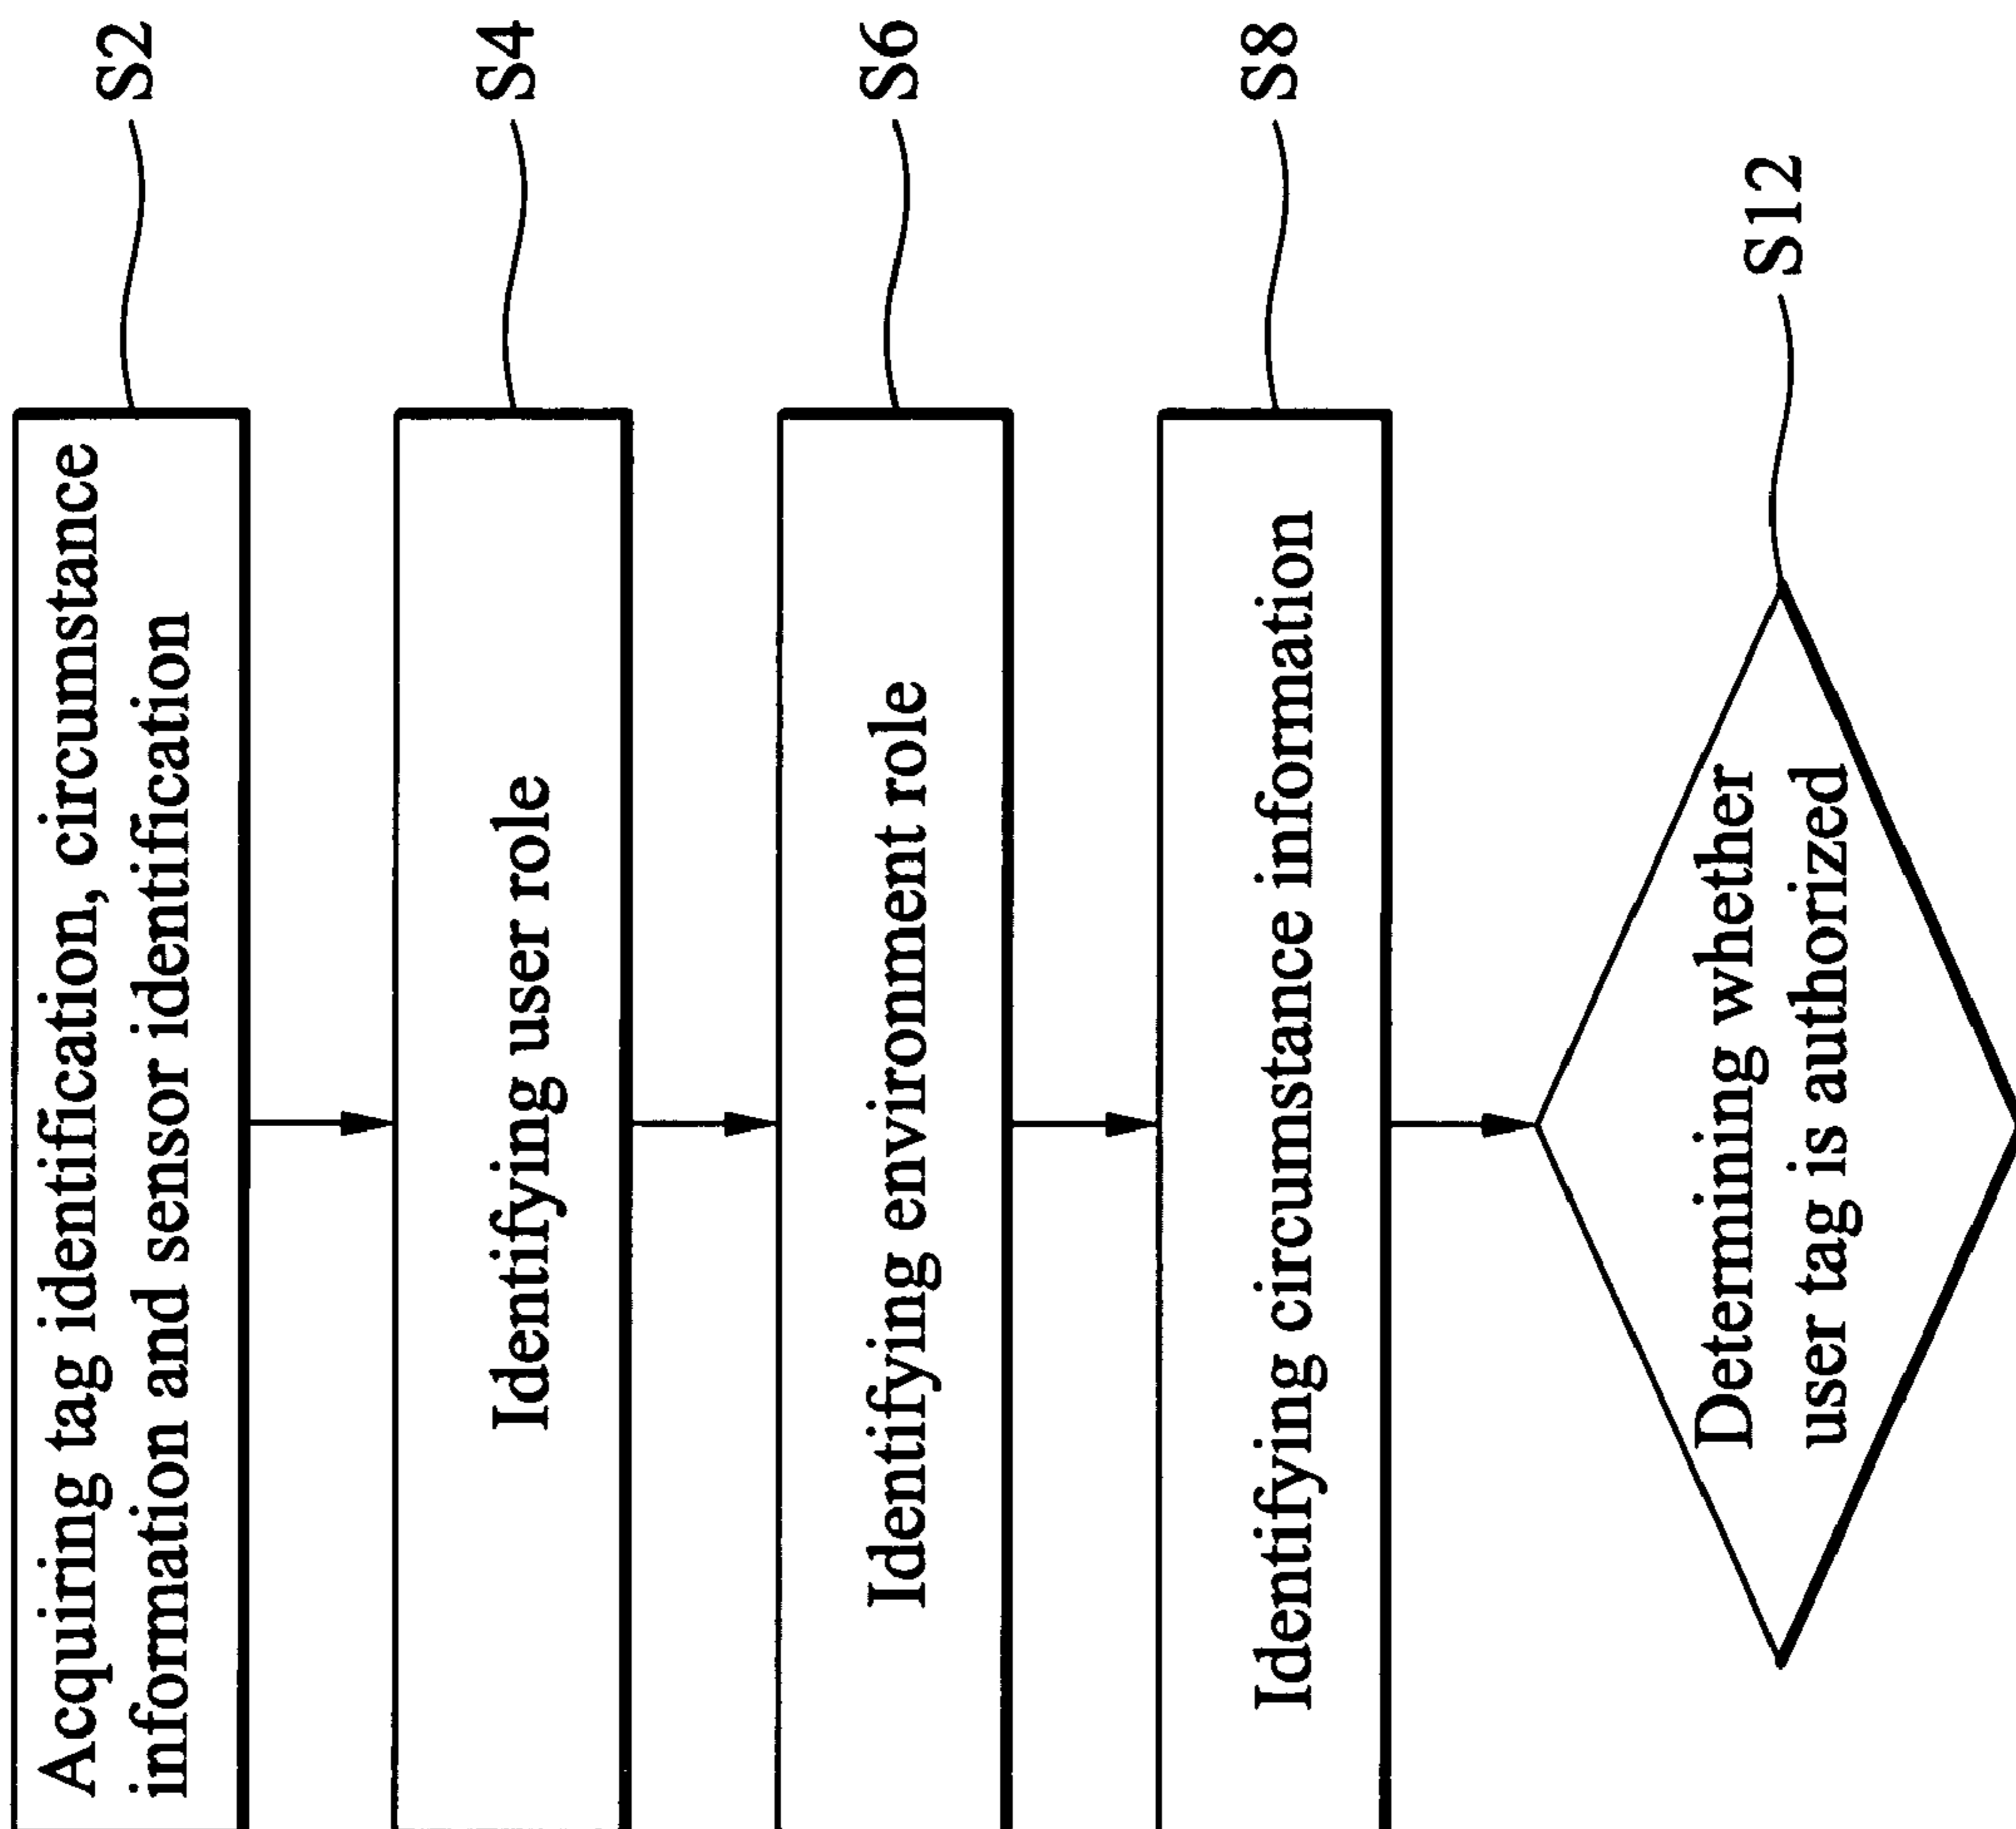 Acquiring tag identification, circumstance
information and sensor identification
S2
Identifying user role
S4
Identifying environment role
S6
Identifying circumstance information
S8
Determining whether
user tag is authorized
S12